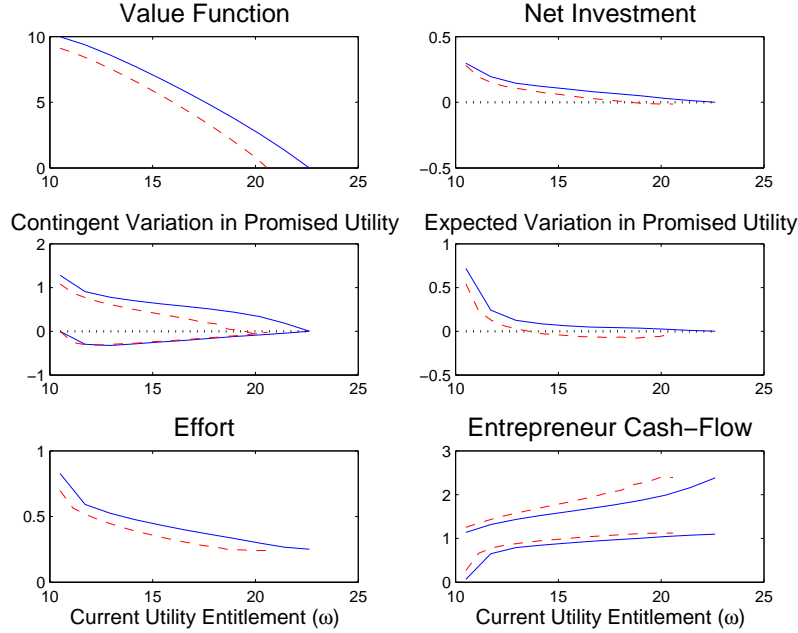 Value Function
10
5
0
10 15 20 25
Net Investment
0.5
0
−0.5
10 15 20 25
Contingent Variation in Promised Utility
2
1
0
−1
10 15 20 25
Expected Variation in Promised Utility
1
0.5
0
−0.5
10 15 20 25
Effort
1
0.5
0
10 15 20 25
Current Utility Entitlement (ω)
Entrepreneur Cash−Flow
3
2
1
0
10 15 20 25
Current Utility Entitlement (ω)